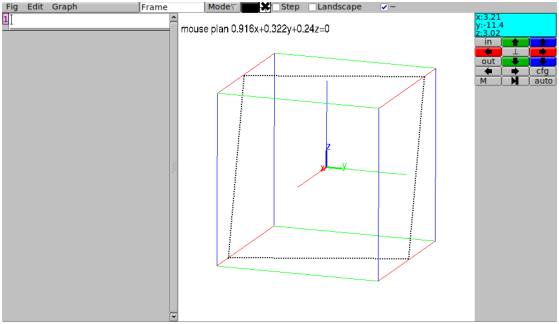 Fig Edit Graph Frame Mode Step Landscape ~
1
mouse plan 0.916x+0.322y+0.24z=0
x:3.21
y:-11.4
z:3.02
in
⊥
out
cfg
M auto
z
x y